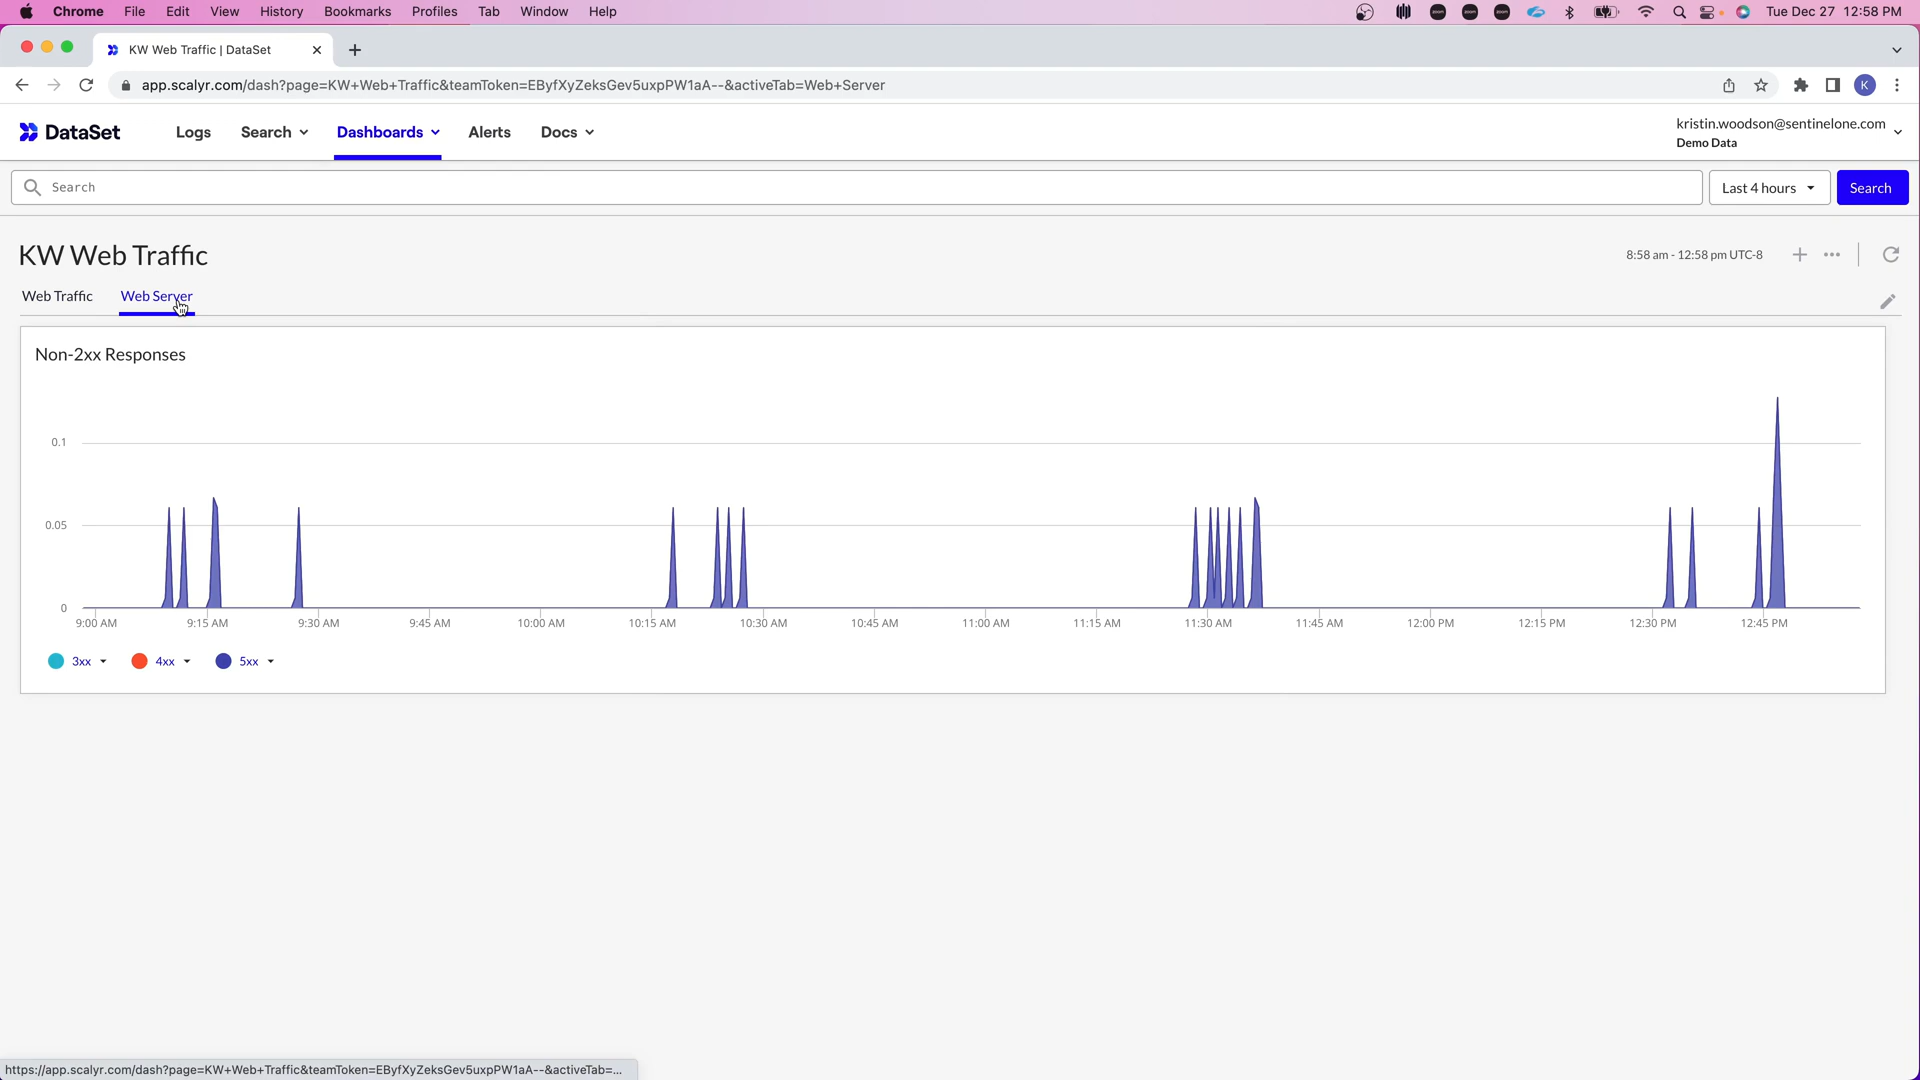 Chrome File Edit View History Bookmarks Profiles Tab Window Help zoom zoom zoom Tue Dec 27 12:58 PM
KW Web Traffic | DataSet
app.scalyr.com/dash?page=KW+Web+Traffic&teamToken=EByfXyZeksGev5uxpPW1aA--&activeTab=Web+Server K
DataSet Logs Search Dashboards Alerts Docs kristin.woodson@sentinelone.com
Demo Data
Search Last 4 hours Search
KW Web Traffic 8:58 am - 12:58 pm UTC-8
Web Traffic Web Server
Non-2xx Responses
0.1
0.05
0
9:00 AM 9:15 AM 9:30 AM 9:45 AM 10:00 AM 10:15 AM 10:30 AM 10:45 AM 11:00 AM 11:15 AM 11:30 AM 11:45 AM 12:00 PM 12:15 PM 12:30 PM 12:45 PM
3xx 4xx 5xx
https://app.scalyr.com/dash?page=KW+Web+Traffic&teamToken=EByfXyZeksGev5uxpPW1aA--&activeTab=...